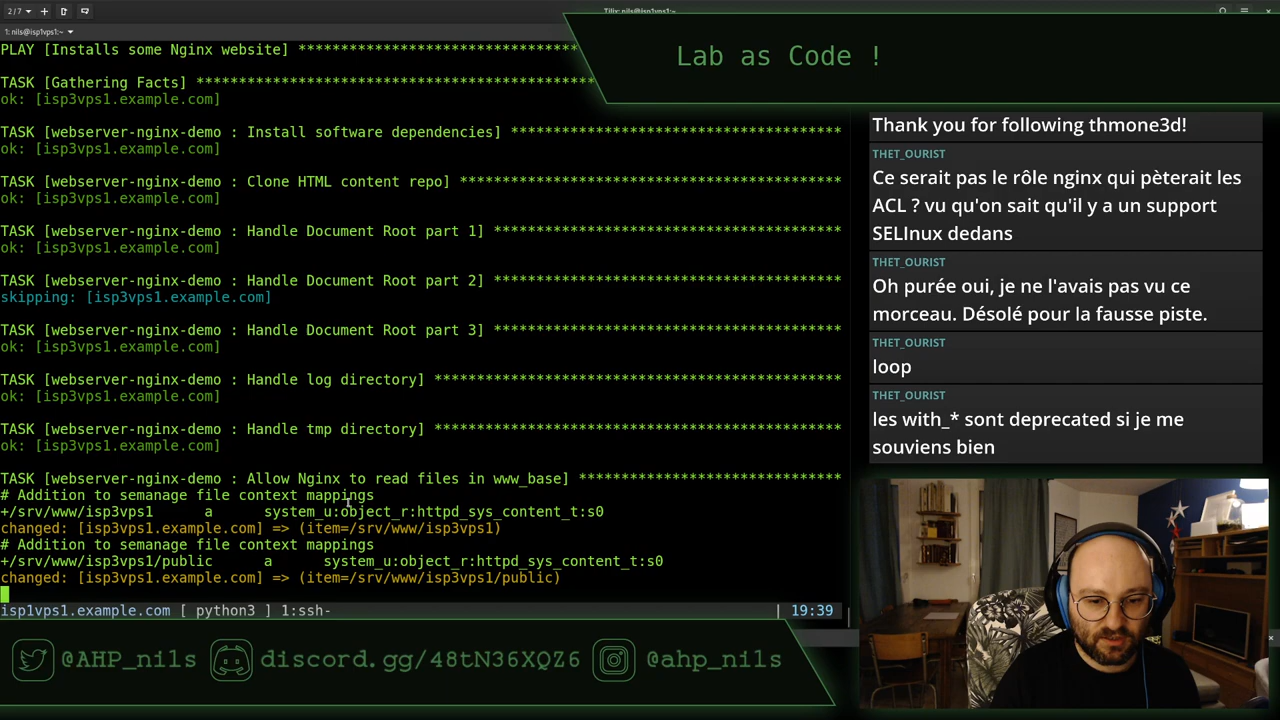 2/7
Tilix: nils@isp1vps1:~
1: nils@isp1vps1:~
PLAY [Installs some Nginx website] *********************************
Lab as Code !
TASK [Gathering Facts] ***********************************************
ok: [isp3vps1.example.com]
TASK [webserver-nginx-demo : Install software dependencies] ***************************************
ok: [isp3vps1.example.com]
TASK [webserver-nginx-demo : Clone HTML content repo] *********************************************
ok: [isp3vps1.example.com]
TASK [webserver-nginx-demo : Handle Document Root part 1] *****************************************
ok: [isp3vps1.example.com]
TASK [webserver-nginx-demo : Handle Document Root part 2] *****************************************
skipping: [isp3vps1.example.com]
TASK [webserver-nginx-demo : Handle Document Root part 3] *****************************************
ok: [isp3vps1.example.com]
TASK [webserver-nginx-demo : Handle log directory] ************************************************
ok: [isp3vps1.example.com]
TASK [webserver-nginx-demo : Handle tmp directory] ************************************************
ok: [isp3vps1.example.com]
TASK [webserver-nginx-demo : Allow Nginx to read files in www_base] *******************************
# Addition to semanage file context mappings
+/srv/www/isp3vps1      a      system_u:object_r:httpd_sys_content_t:s0
changed: [isp3vps1.example.com] => (item=/srv/www/isp3vps1)
# Addition to semanage file context mappings
+/srv/www/isp3vps1/public      a      system_u:object_r:httpd_sys_content_t:s0
changed: [isp3vps1.example.com] => (item=/srv/www/isp3vps1/public)
isp1vps1.example.com [ python3 ] 1:ssh- | 19:39
Thank you for following thmone3d!
THET_OURIST
Ce serait pas le rôle nginx qui pèterait les
ACL ? vu qu'on sait qu'il y a un support
SELInux dedans
THET_OURIST
Oh purée oui, je ne l'avais pas vu ce
morceau. Désolé pour la fausse piste.
THET_OURIST
loop
THET_OURIST
les with_* sont deprecated si je me
souviens bien
@AHP_nils discord.gg/48tN36XQZ6 @ahp_nils